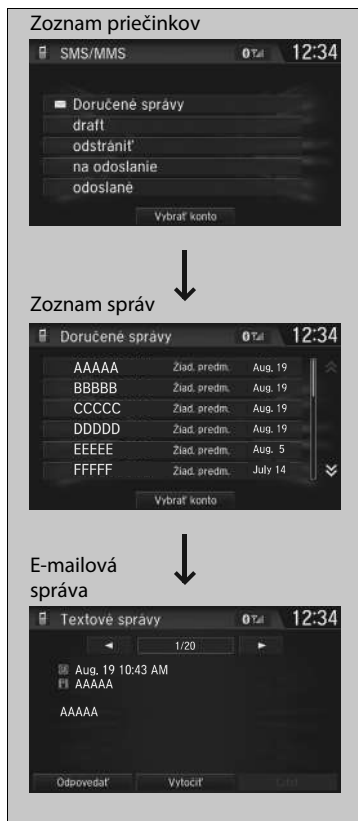 Zoznam priečinkov
SMS/MMS 12:34
Doručené správy
draft
odstrániť
na odoslanie
odoslané
Vybrať konto
Zoznam správ
Doručené správy 12:34
AAAAA Žiad. predm. Aug. 19
BBBBB Žiad. predm. Aug. 19
CCCCC Žiad. predm. Aug. 19
DDDDD Žiad. predm. Aug. 19
EEEEE Žiad. predm. Aug. 5
FFFFF Žiad. predm. July 14
Vybrať konto
E-mailová
správa
Textové správy 12:34
1/20
Aug. 19 10:43 AM
AAAAA
AAAAA
Odpovedať Vytočiť